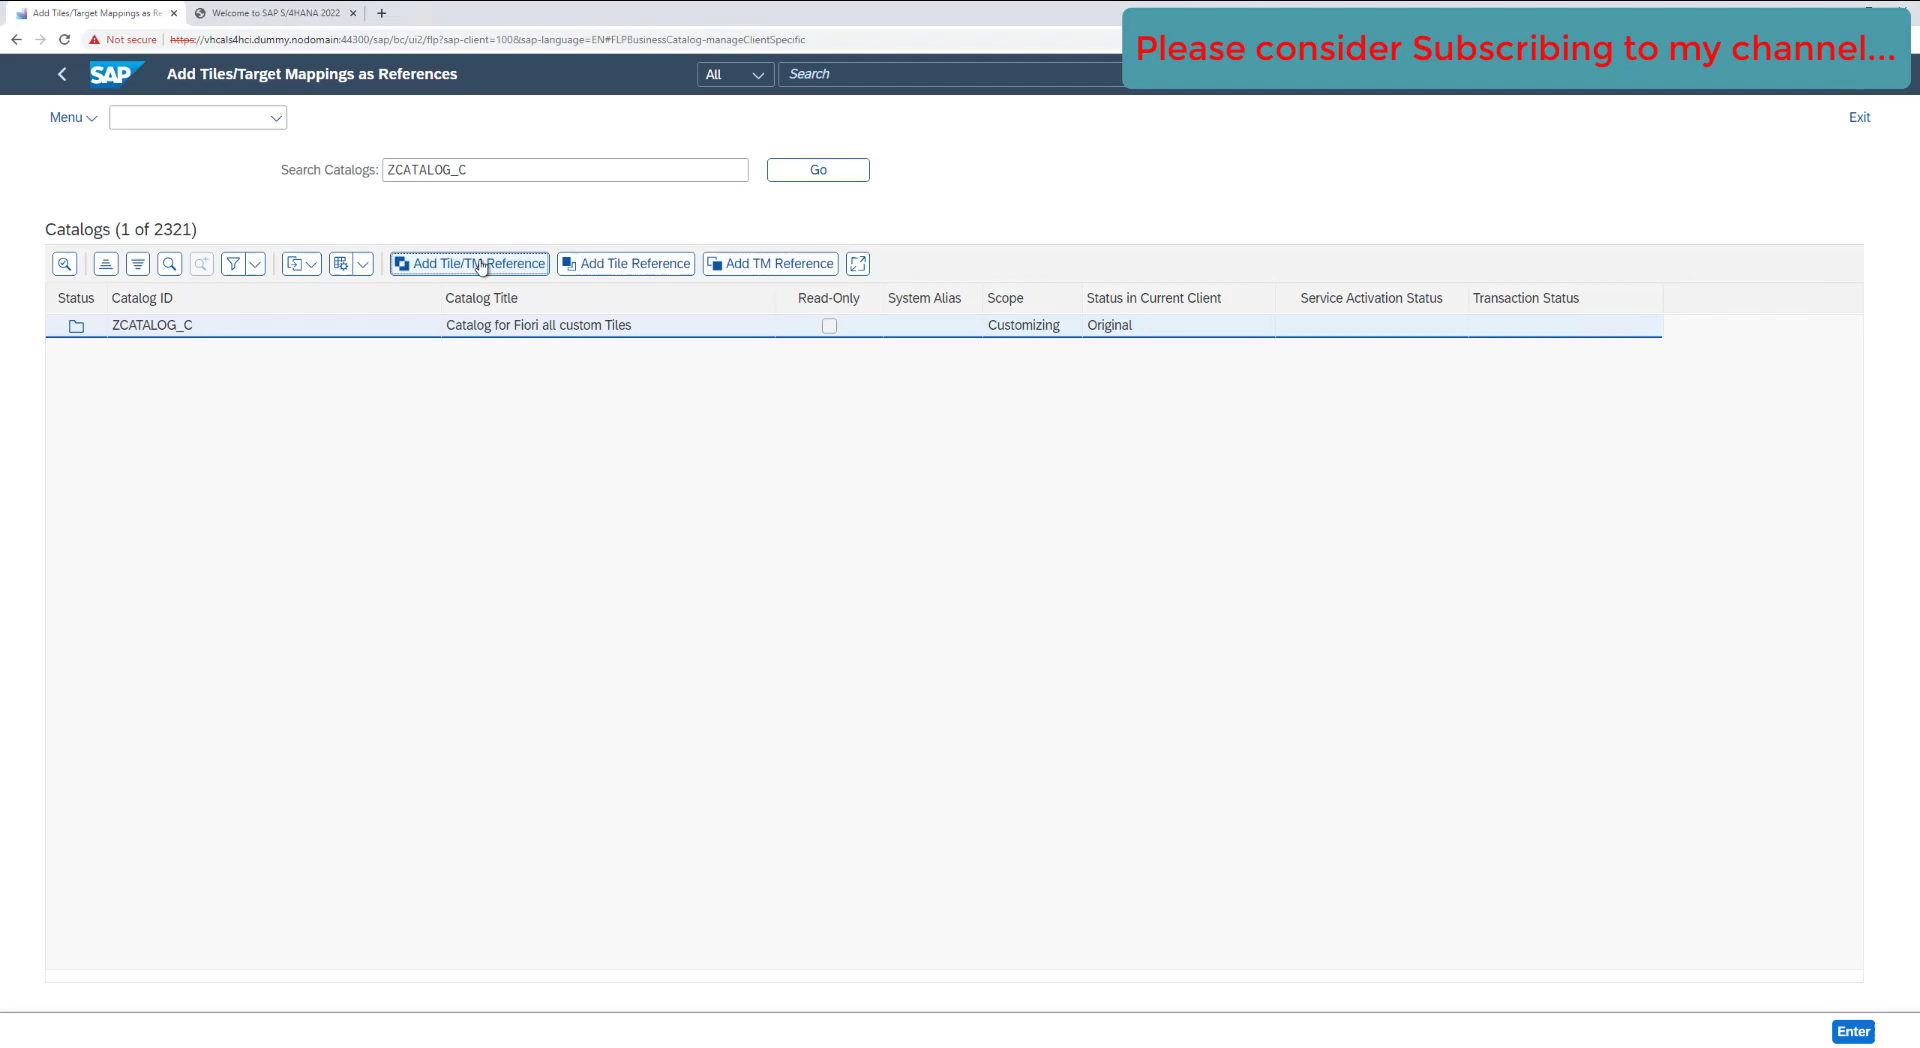 Add Tiles/Target Mappings as Re
Welcome to SAP S/4HANA 2022
Not secure
https://vhcals4hci.dummy.nodomain:44300/sap/bc/ui2/flp?sap-client=100&sap-language=EN#FLPBusinessCatalog-manageClientSpecific
Please consider Subscribing to my channel...
SAP
Add Tiles/Target Mappings as References
All
Search
Menu
Exit
Search Catalogs:
ZCATALOG_C
Go
Catalogs (1 of 2321)
Add Tile/TM Reference
Add Tile Reference
Add TM Reference
Status Catalog ID Catalog Title Read-Only System Alias Scope Status in Current Client Service Activation Status Transaction Status
ZCATALOG_C Catalog for Fiori all custom Tiles Customizing Original
Enter